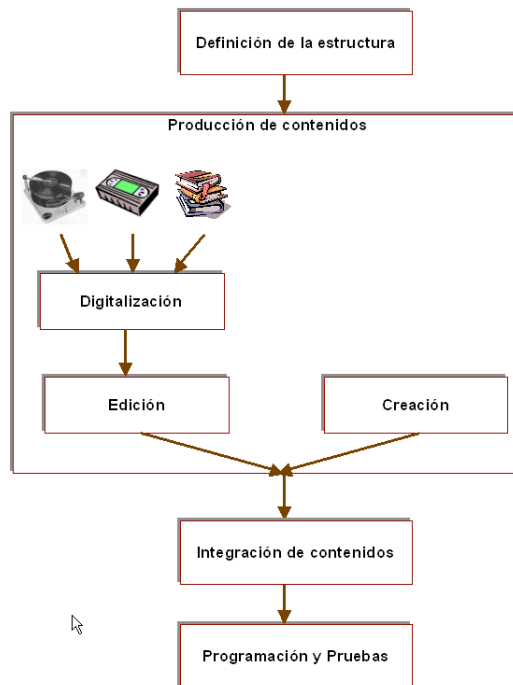 Definición de la estructura
Producción de contenidos
Digitalización
Edición
Creación
Integración de contenidos
Programación y Pruebas